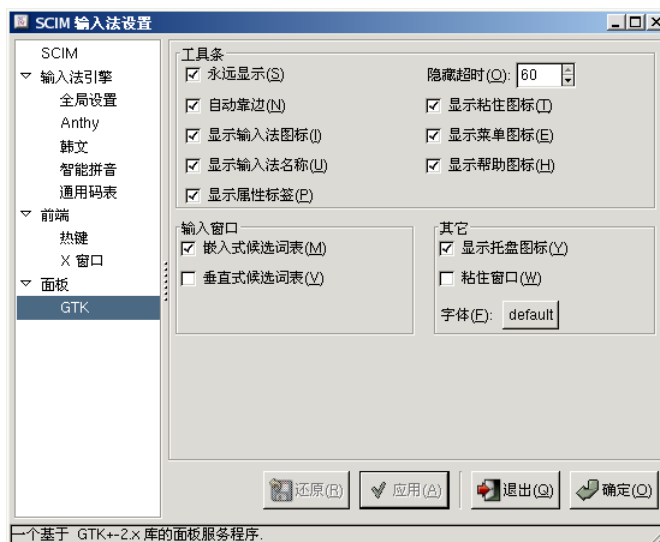 SCIM 输入法设置
SCIM
输入法引擎
全局设置
Anthy
韩文
智能拼音
通用码表
前端
热键
X 窗口
面板
GTK
工具条
永远显示(S)
隐藏超时(O): 60
自动靠边(N)
显示粘住图标(T)
显示输入法图标(I)
显示菜单图标(E)
显示输入法名称(U)
显示帮助图标(H)
显示属性标签(P)
输入窗口
嵌入式候选词表(M)
垂直式候选词表(V)
其它
显示托盘图标(Y)
粘住窗口(W)
字体(F): default
还原(R)
应用(A)
退出(Q)
确定(O)
一个基于 GTK+-2.x 库的面板服务程序.